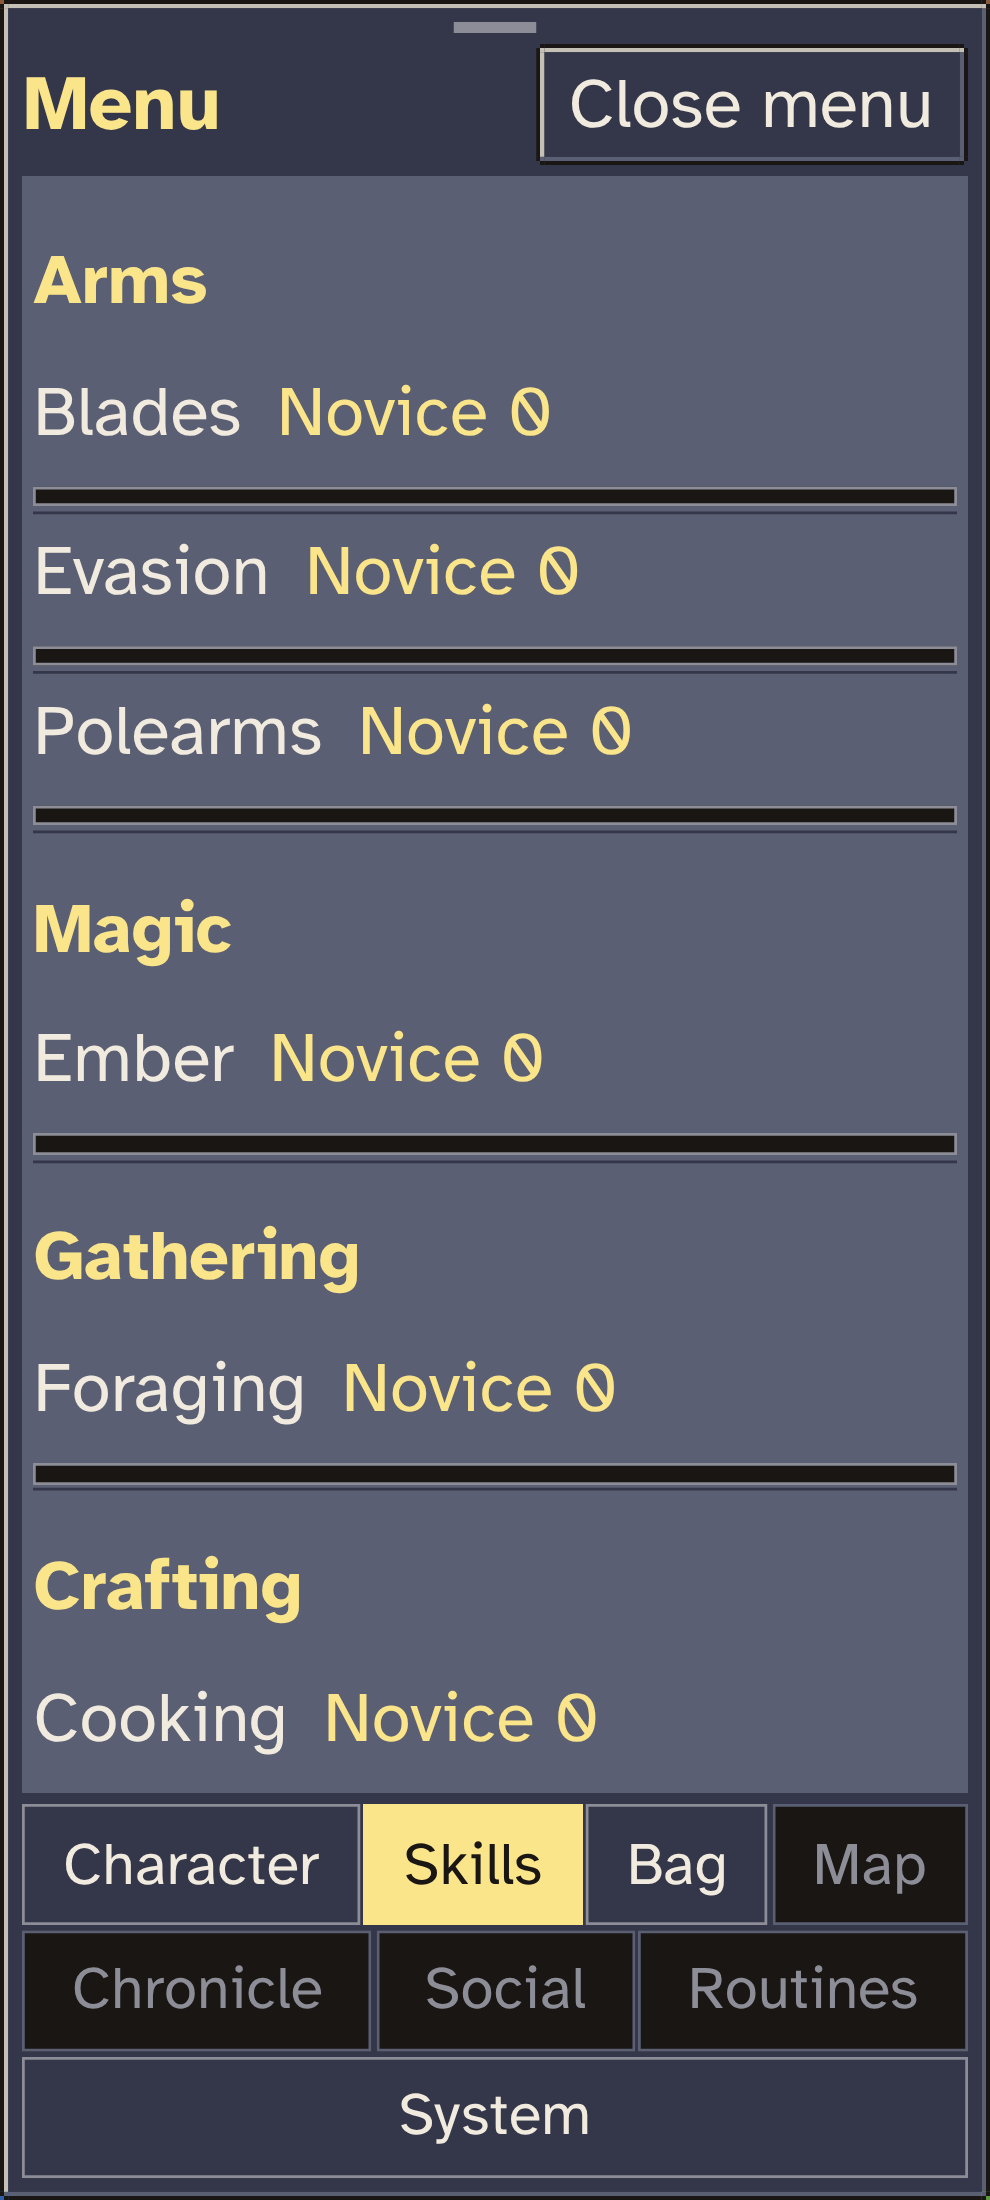 Menu
Close menu
Arms
Blades Novice 0
Evasion Novice 0
Polearms Novice 0
Magic
Ember Novice 0
Gathering
Foraging Novice 0
Crafting
Cooking Novice 0
Character Skills Bag Map
Chronicle Social Routines
System